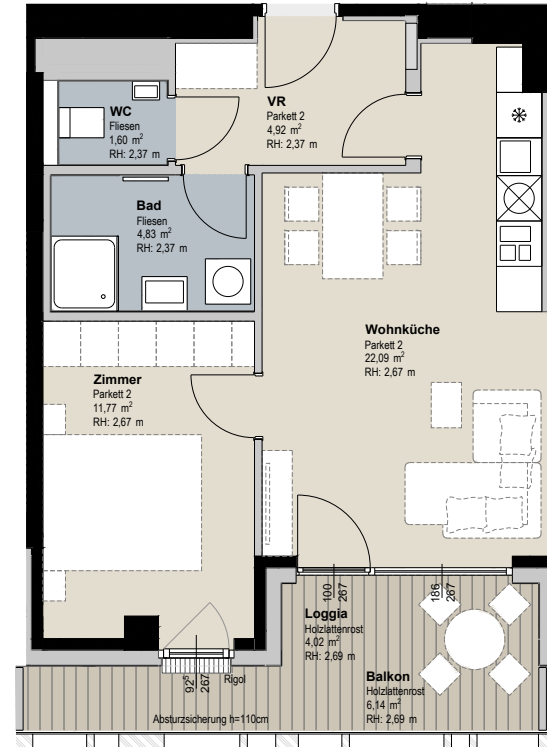 WC
Fliesen
1,60 m²
RH: 2,37 m
VR
Parkett 2
4,92 m²
RH: 2,37 m
Bad
Fliesen
4,83 m²
RH: 2,37 m
Wohnküche
Parkett 2
22,09 m²
RH: 2,67 m
Zimmer
Parkett 2
11,77 m²
RH: 2,67 m
100
267
186
267
Loggia
Holzlattenrost
4,02 m²
RH: 2,69 m
92⁵
267
Rigol
Balkon
Holzlattenrost
6,14 m²
RH: 2,69 m
Absturzsicherung h=110cm